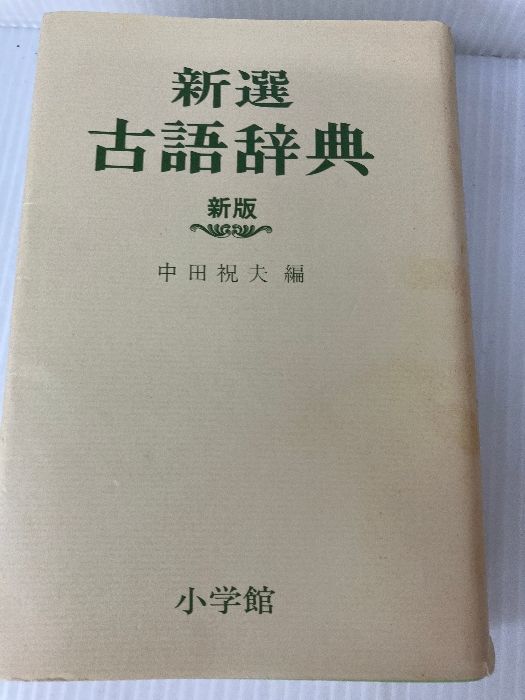 新選
古語辞典
新版
中田祝夫 編
小学館